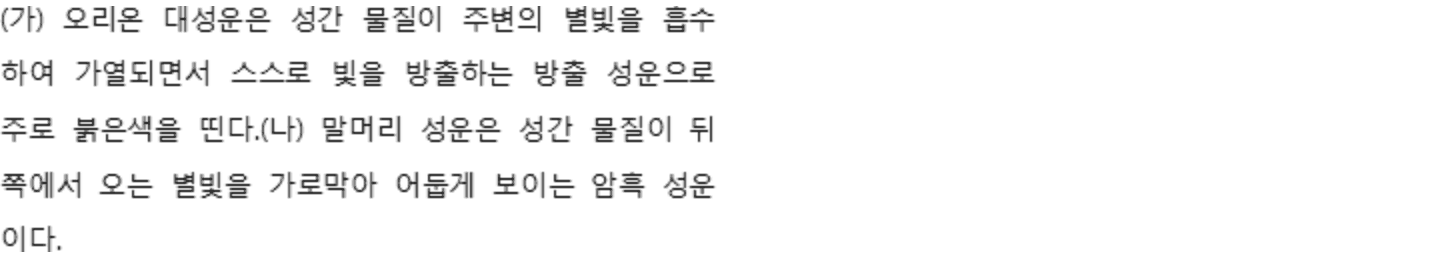 (가) 오리온 대성운은 성간 물질이 주변의 별빛을 흡수
하여 가열되면서 스스로 빛을 방출하는 방출 성운으로
주로 붉은색을 띤다.(나) 말머리 성운은 성간 물질이 뒤
쪽에서 오는 별빛을 가로막아 어둡게 보이는 암흑 성운
이다.